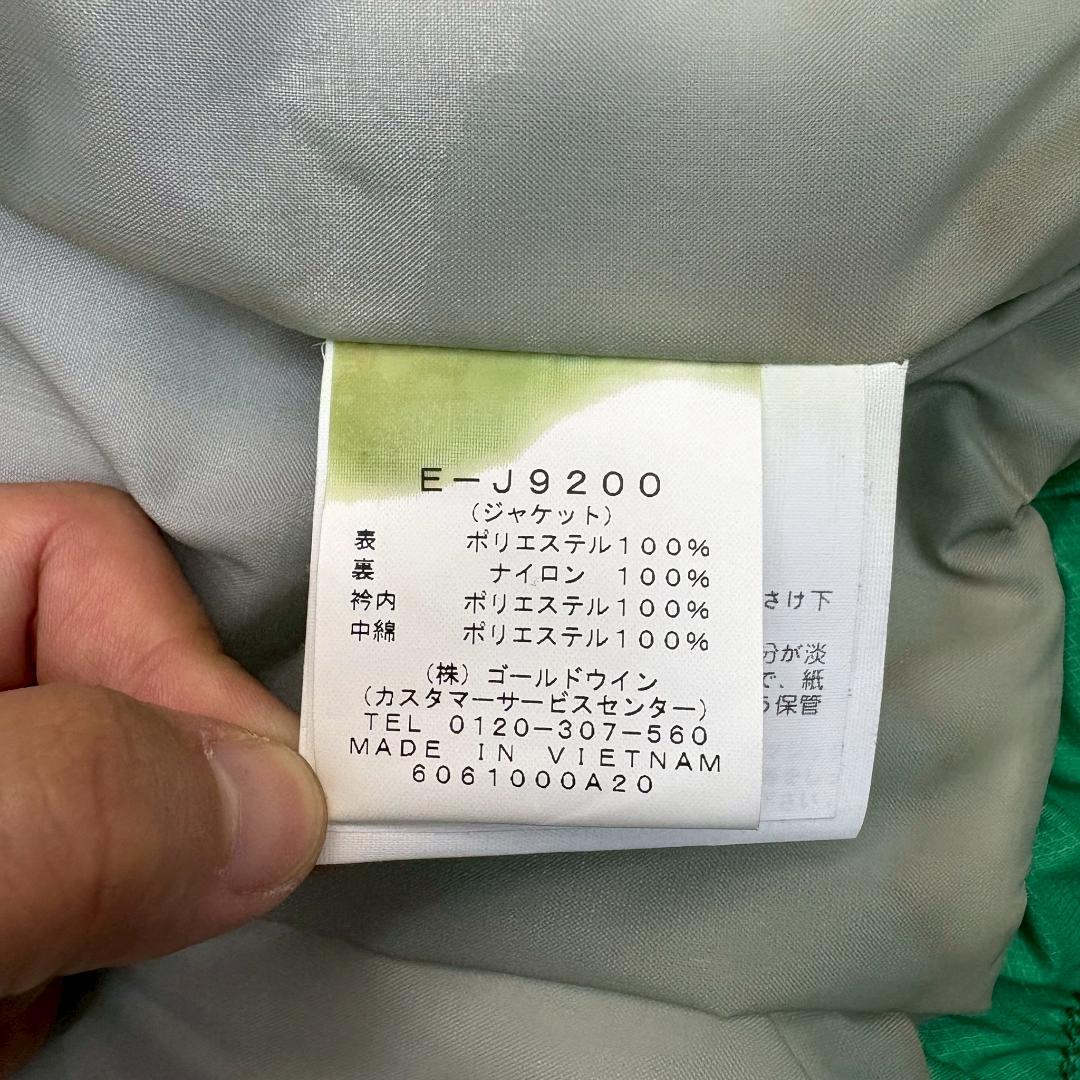 E-J9200
(ジャケット)
表 ポリエステル100%
裏 ナイロン 100%
衿内 ポリエステル100%
中綿 ポリエステル100%
(株)ゴールドウイン
(カスタマーサービスセンター)
TEL 0120-307-560
MADE IN VIETNAM
6061000A20
さけ下
分が淡
で、紙
う保管